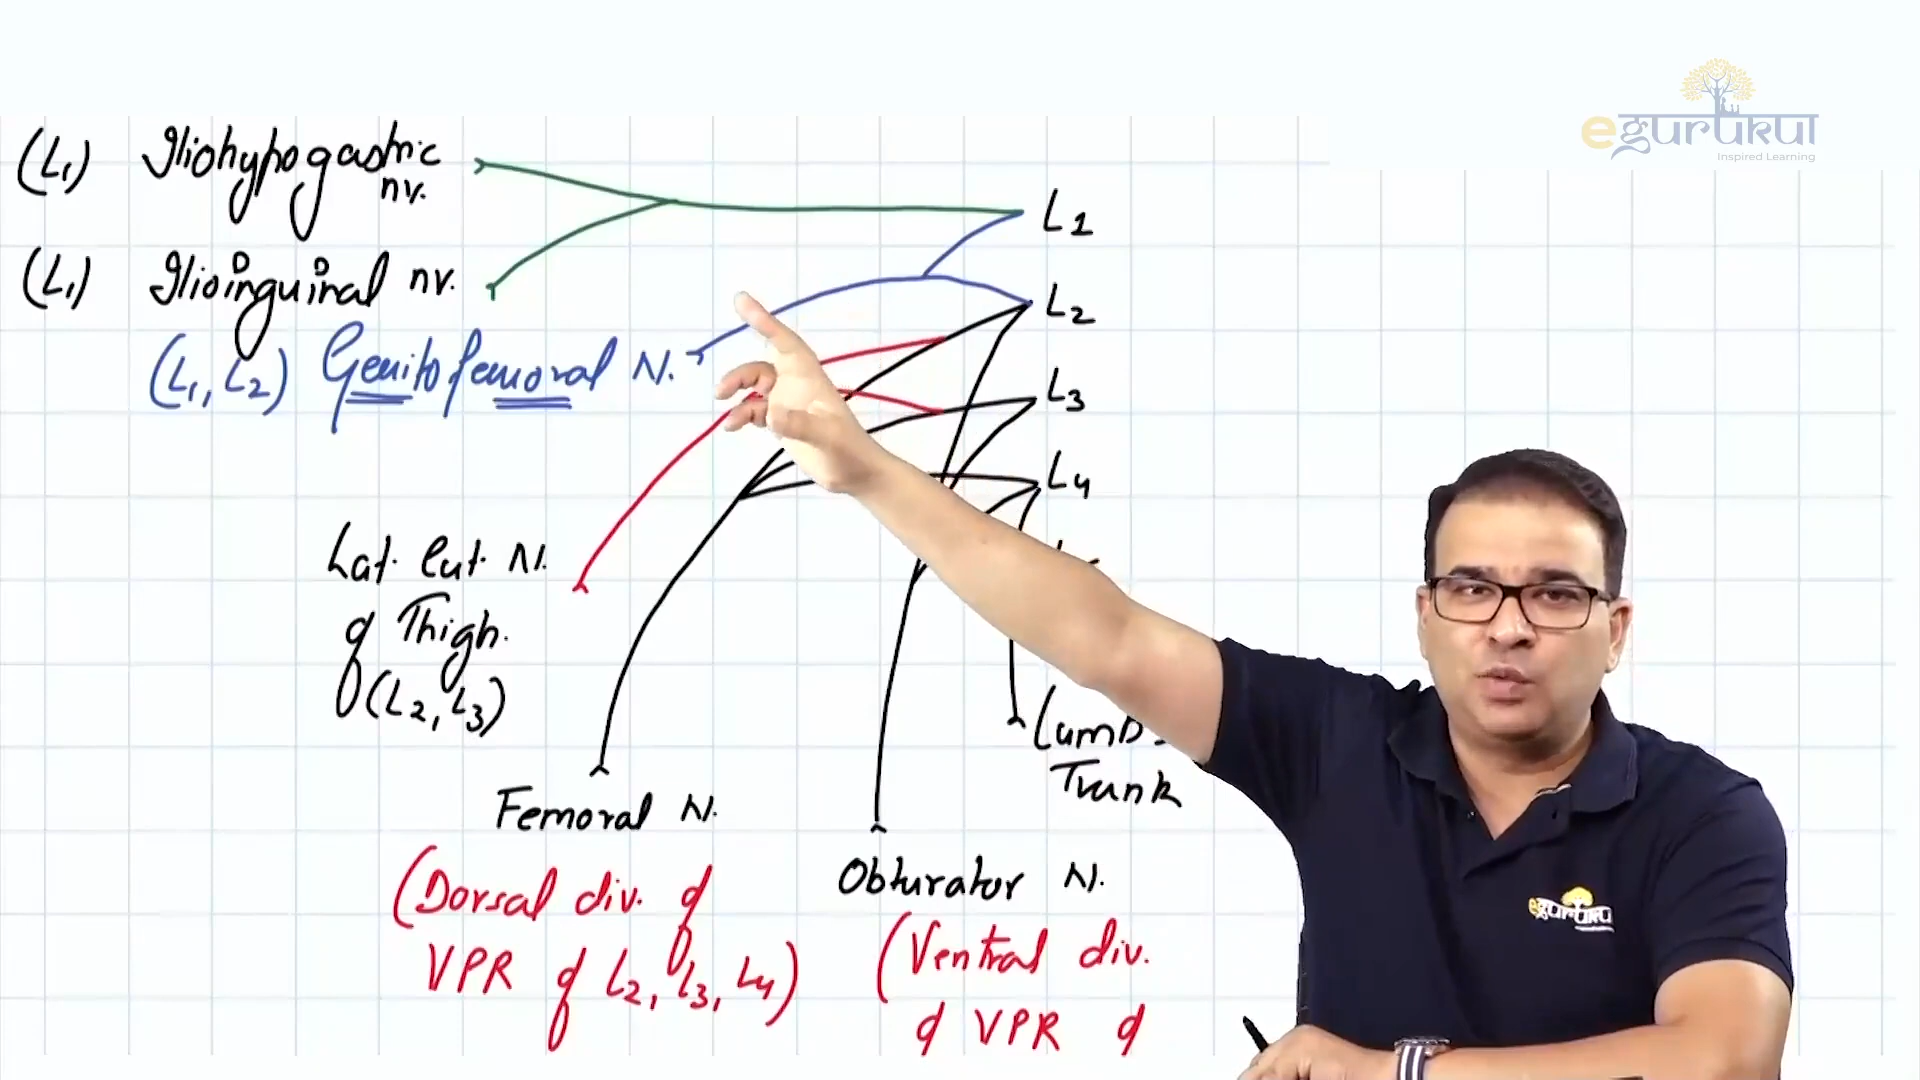 egurukul
Inspired Learning
(L1) Iliohypogastric
nv.
L1
(L1) Ilioinguinal nv.
L2
(L1, L2) Genitofemoral N.
L3
L4
Lat. Cut. N.
of Thigh.
(L2, L3)
Trunk
Femoral N.
Obturator N.
(Dorsal div. of
VPR of L2, L3, L4)
(Ventral div.
of VPR of
egurukul